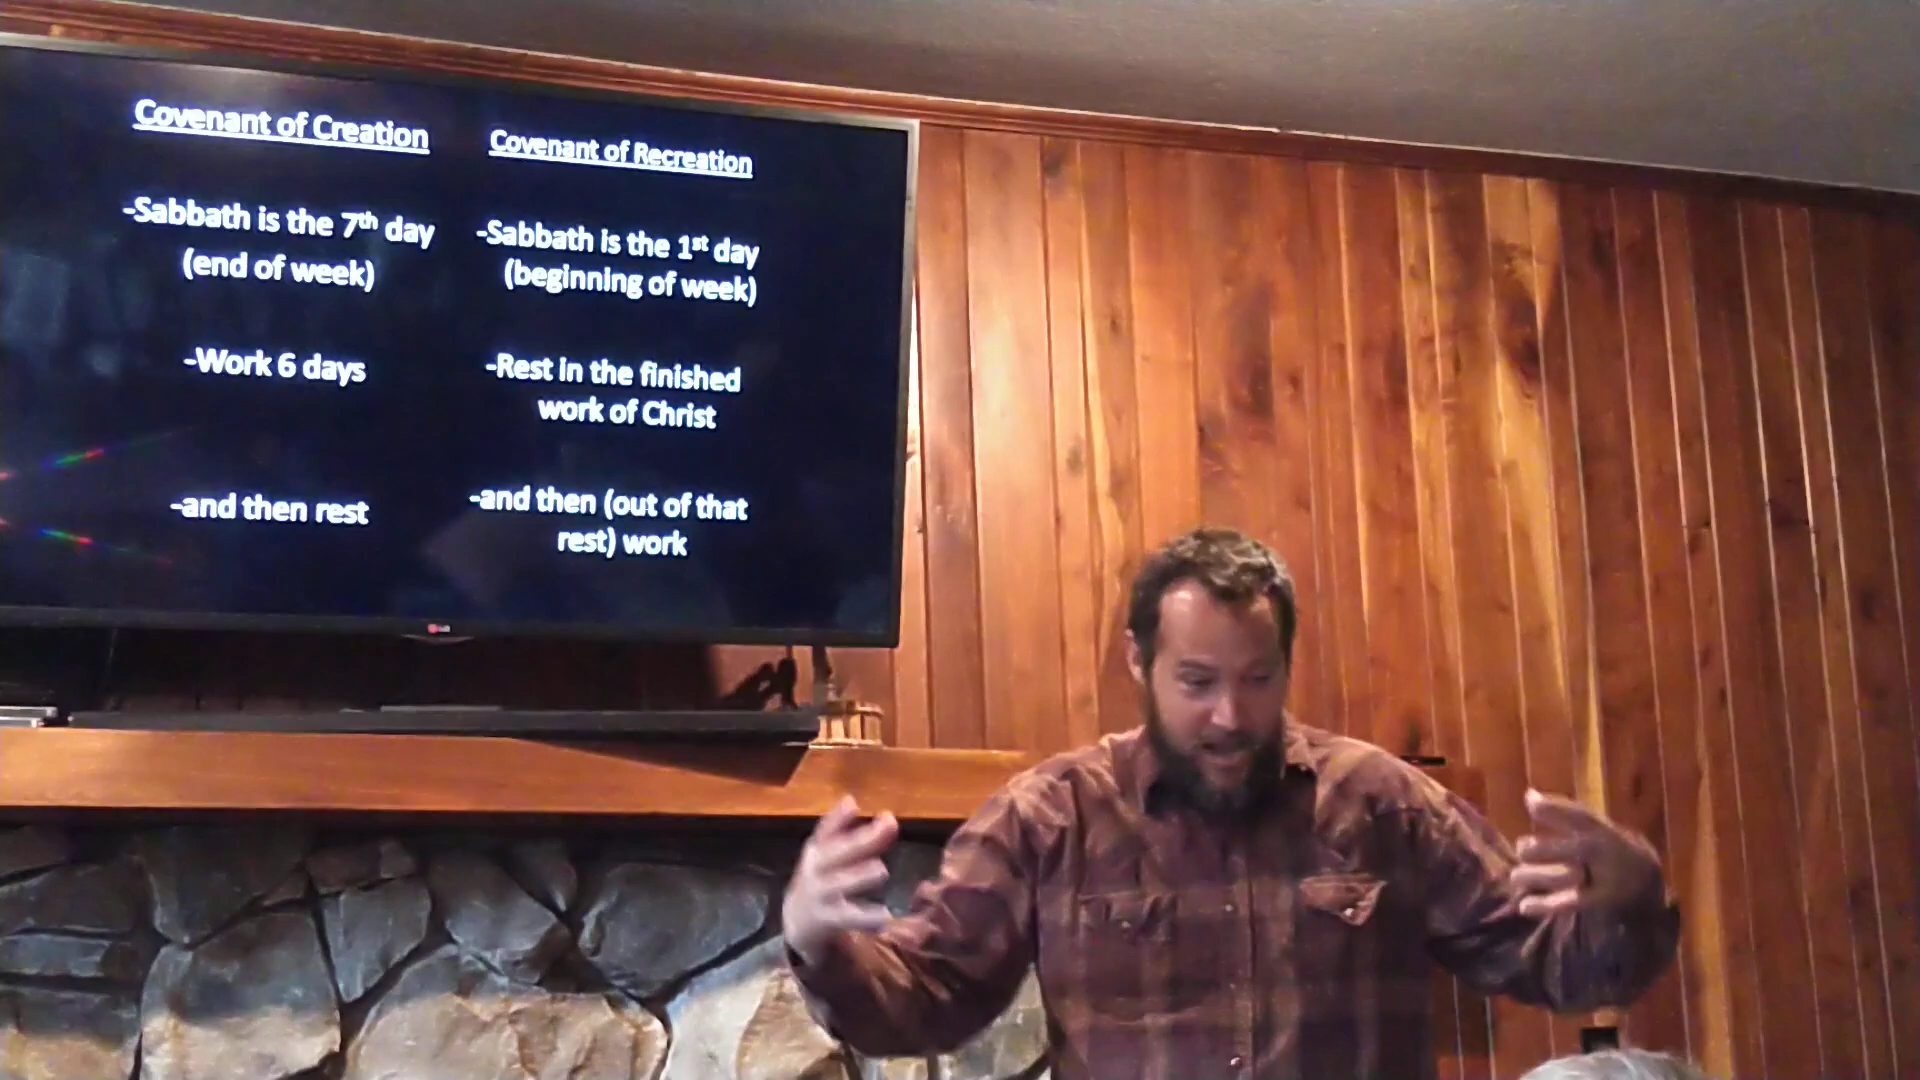 Covenant of Creation
-Sabbath is the 7th day
(end of week)
-Work 6 days
-and then rest
Covenant of Recreation
-Sabbath is the 1st day
(beginning of week)
-Rest in the finished
work of Christ
-and then (out of that
rest) work
LG